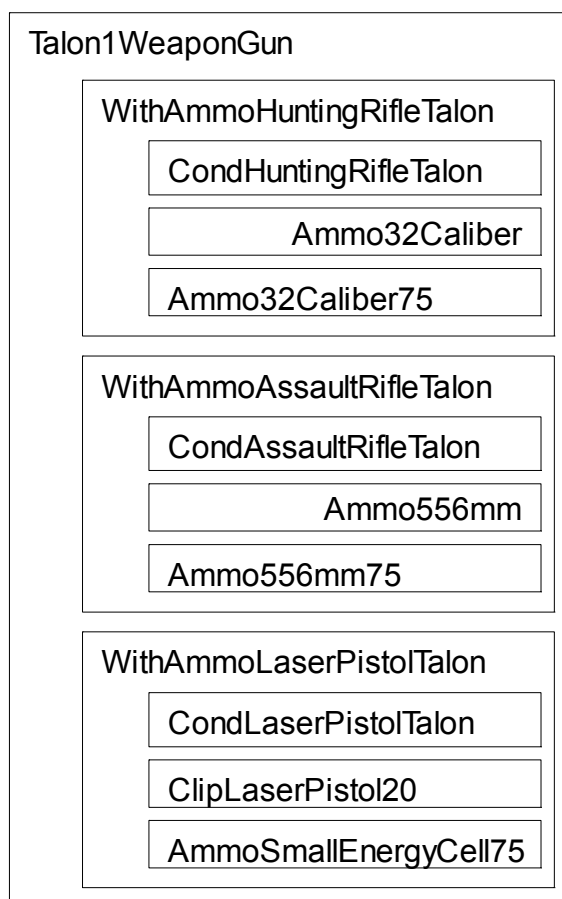 Talon1WeaponGun
WithAmmoHuntingRifleTalon
CondHuntingRifleTalon
Ammo32Caliber
Ammo32Caliber75
WithAmmoAssaultRifleTalon
CondAssaultRifleTalon
Ammo556mm
Ammo556mm75
WithAmmoLaserPistolTalon
CondLaserPistolTalon
ClipLaserPistol20
AmmoSmallEnergyCell75